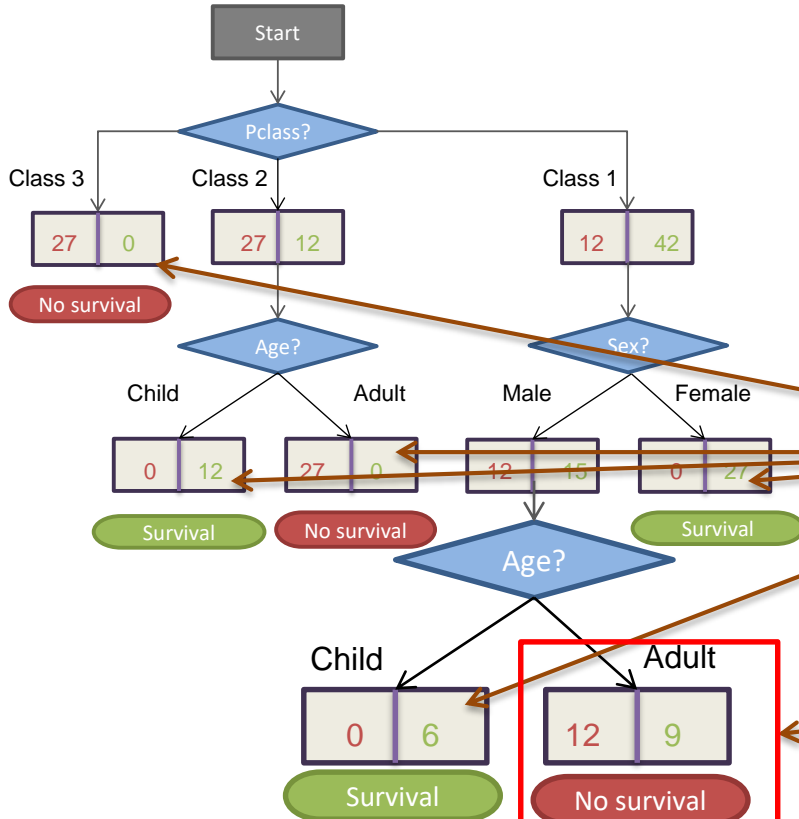 Start
Pclass?
Class 3
Class 2
Class 1
27 0
27 12
12 42
No survival
Age?
Sex?
Child
Adult
Male
Female
0 12
27 0
12 15
0 27
Survival
No survival
Survival
Age?
Child
Adult
0 6
12 9
Survival
No survival